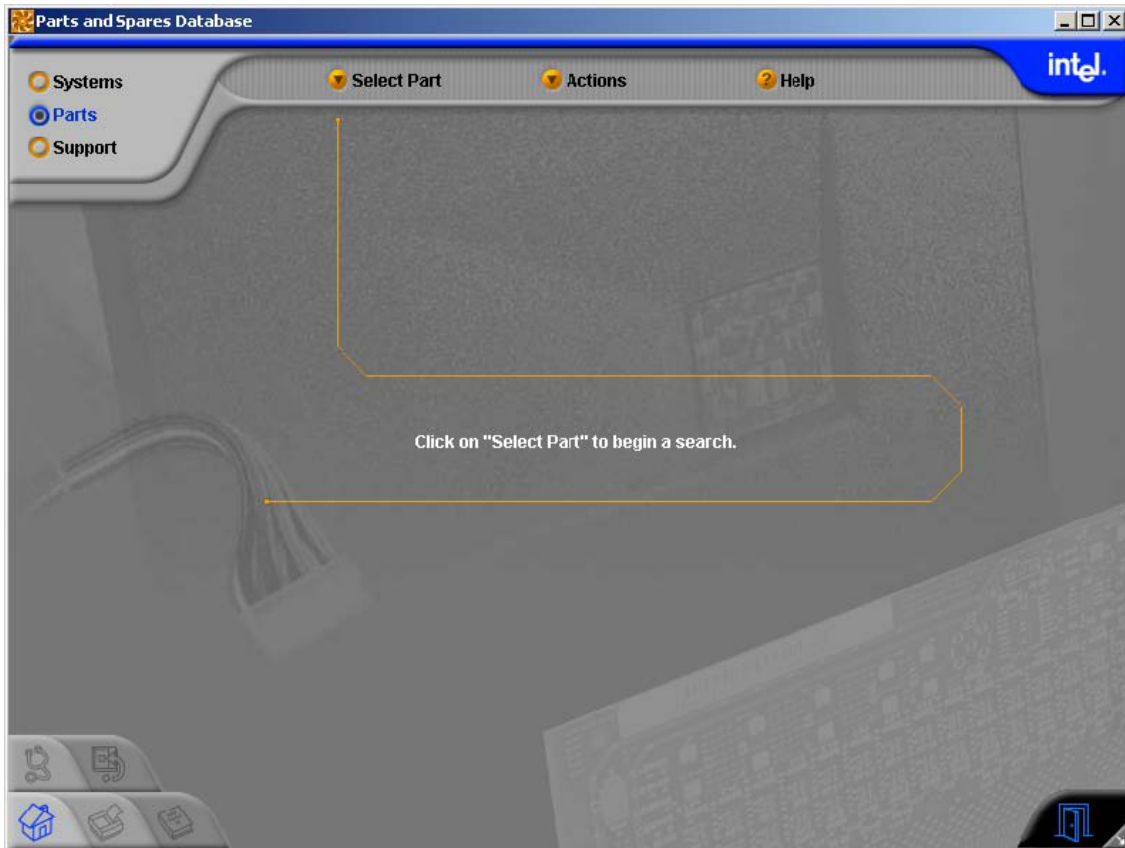 Parts and Spares Database
Systems
Parts
Support
Select Part
Actions
Help
intel.
Click on "Select Part" to begin a search.